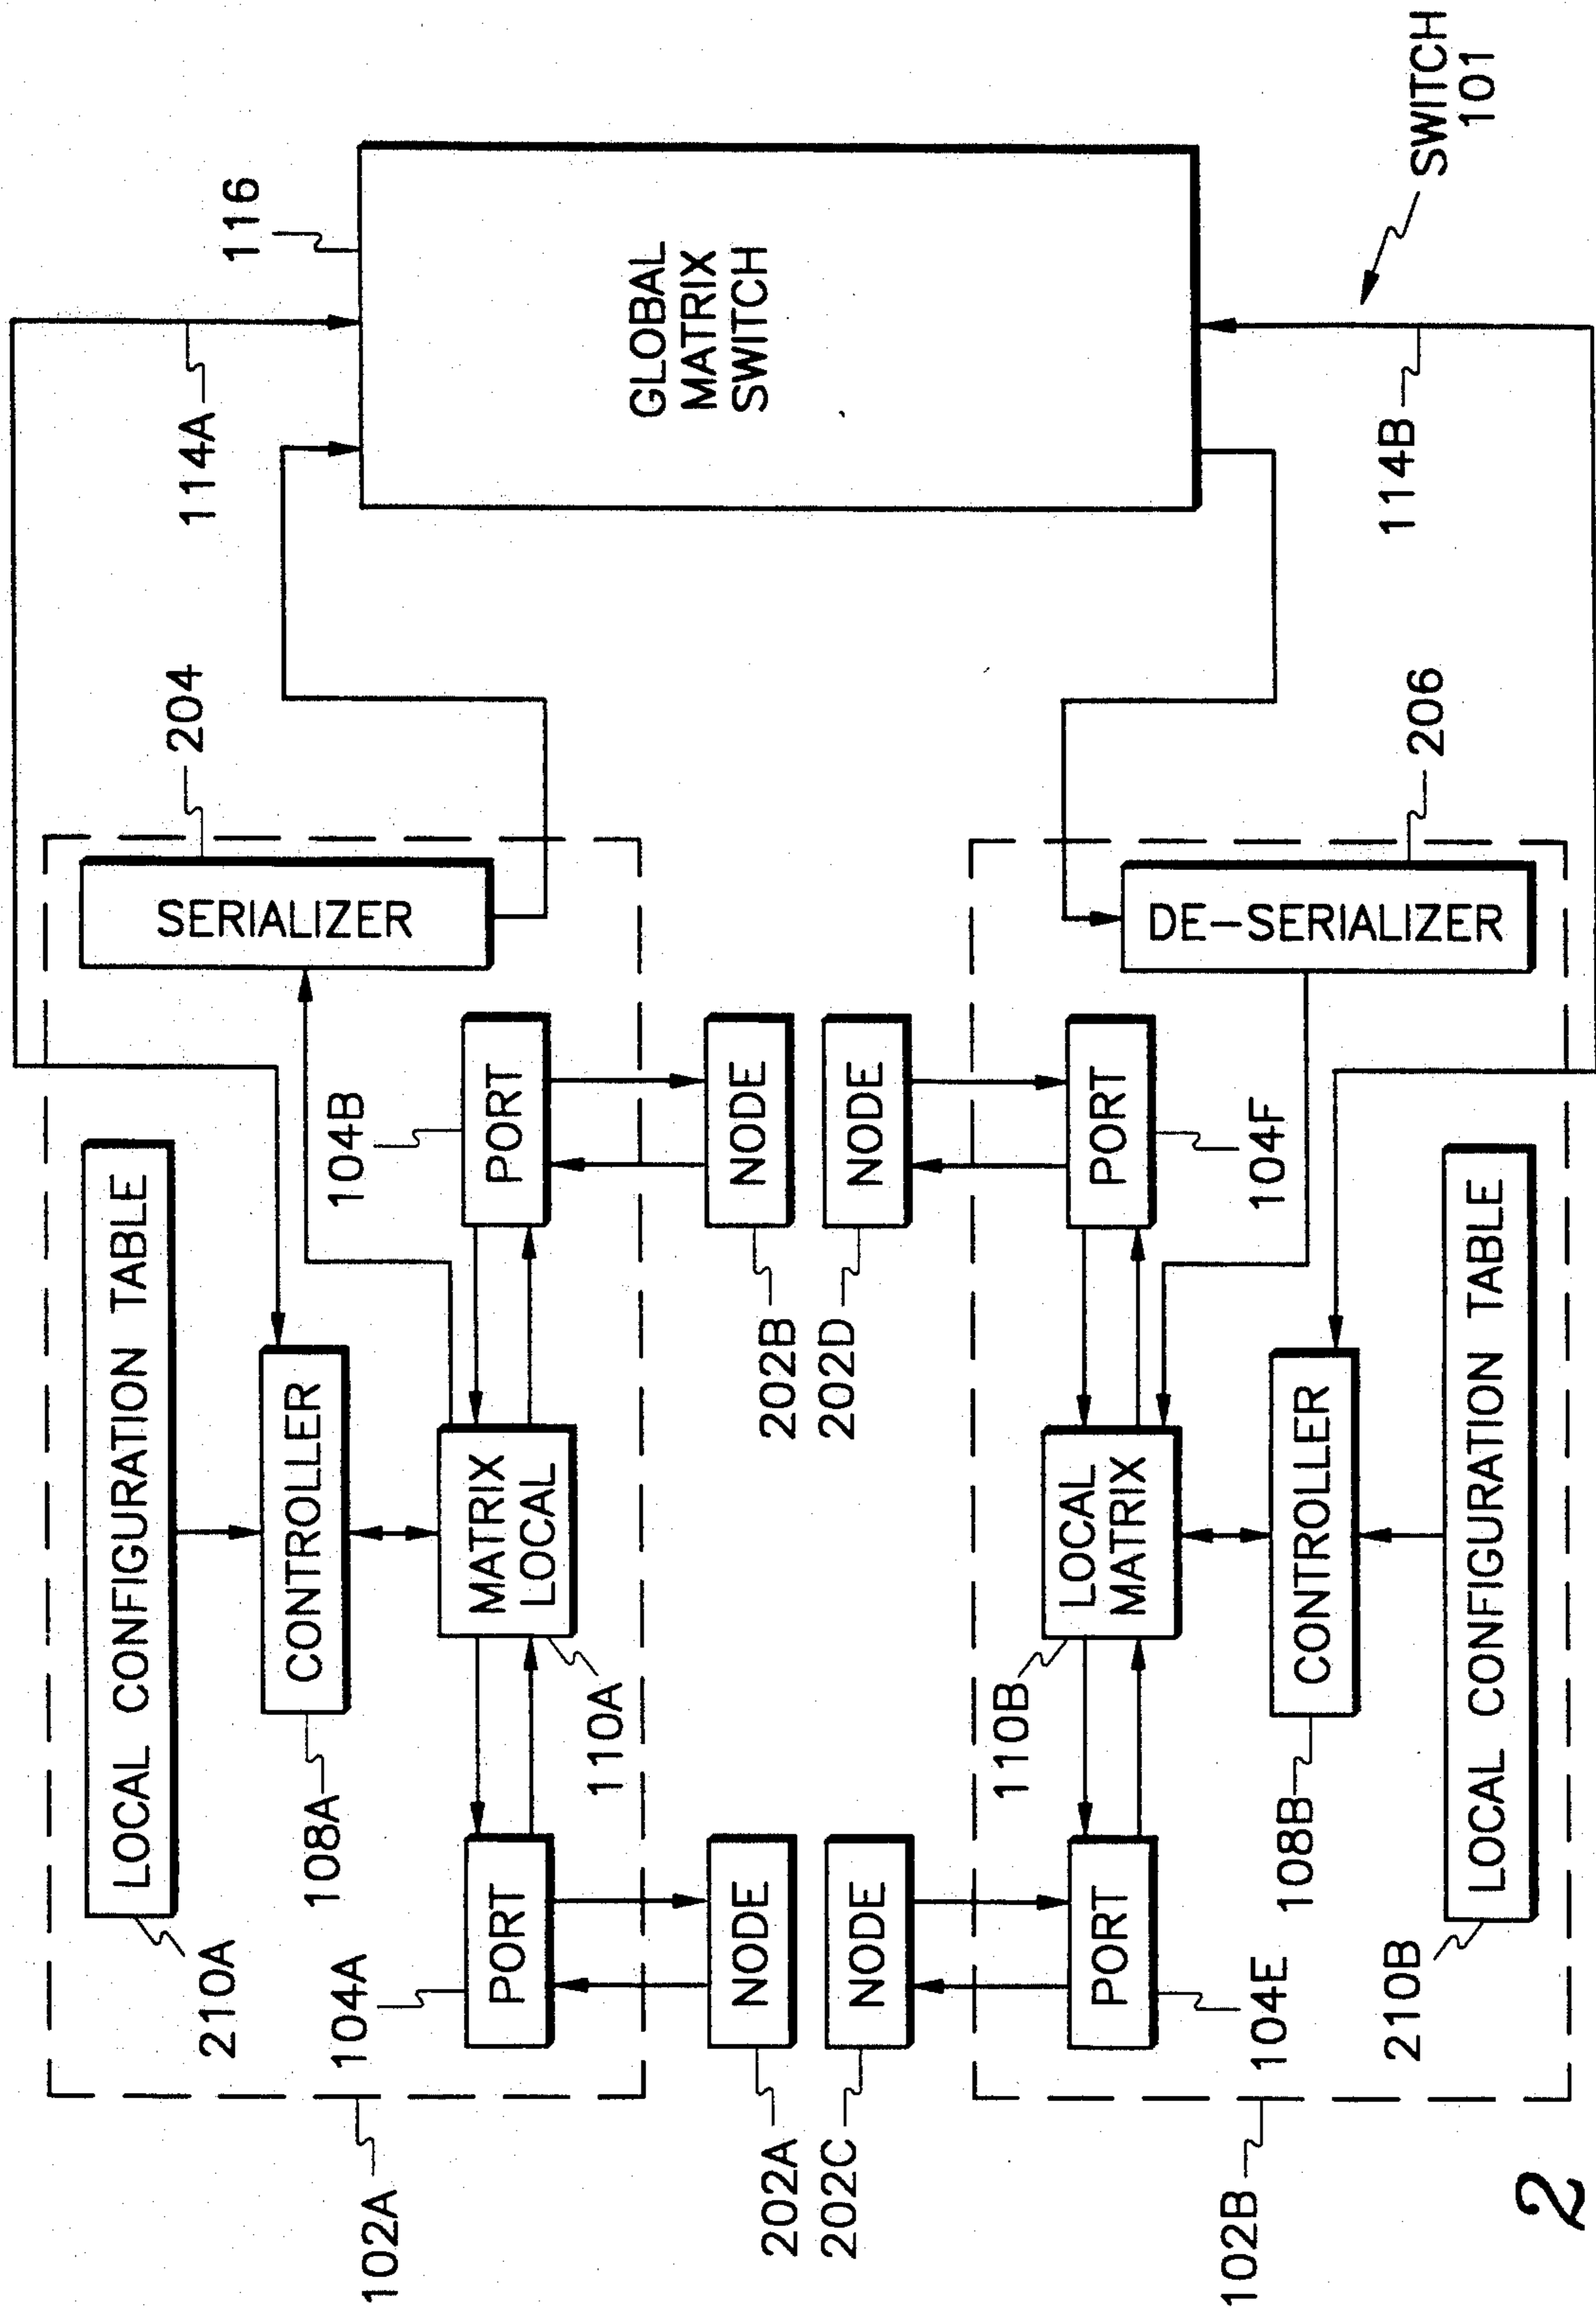 LOCAL CONFIGURATION TABLE
204
114A
116
210A
SERIALIZER
CONTROLLER
108A
104A
104B
102A
MATRIX
LOCAL
PORT
PORT
110A
GLOBAL
MATRIX
SWITCH
NODE
NODE
202A
202B
202C
202D
NODE
NODE
110B
LOCAL
MATRIX
PORT
PORT
102B
104E
104F
108B
CONTROLLER
DE-SERIALIZER
114B
210B
206
SWITCH
101
LOCAL CONFIGURATION TABLE
2